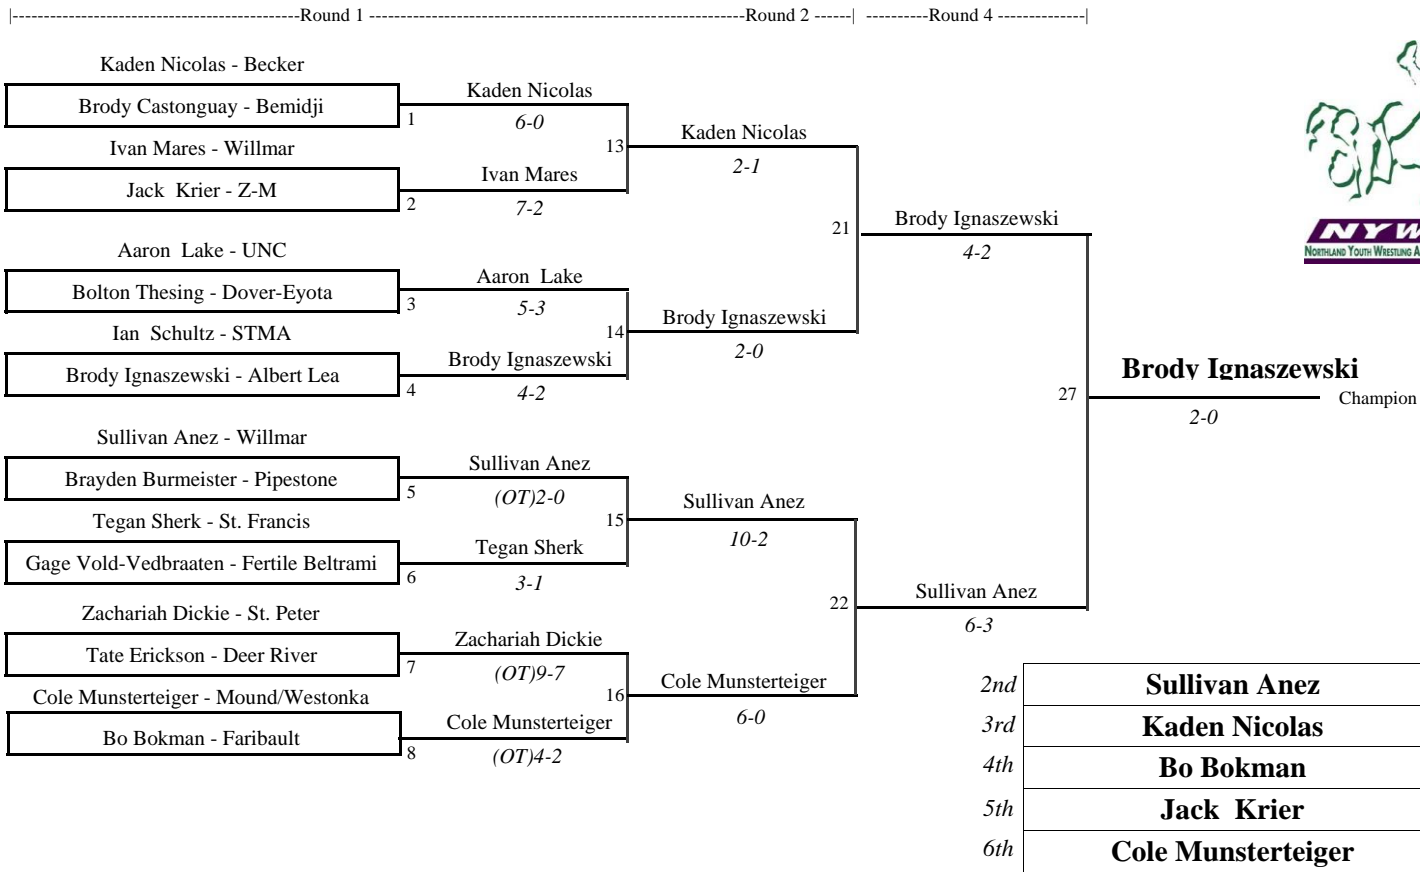 |----------------------------------------------Round 1 ------------------------------------------------------------Round 2 ------| ----------Round 4 --------------|
Kaden Nicolas - Becker
Brody Castonguay - Bemidji
1
Kaden Nicolas
6-0
Ivan Mares - Willmar
Jack Krier - Z-M
2
Ivan Mares
7-2
13
Kaden Nicolas
2-1
Aaron Lake - UNC
Bolton Thesing - Dover-Eyota
3
Aaron Lake
5-3
Ian Schultz - STMA
Brody Ignaszewski - Albert Lea
4
Brody Ignaszewski
4-2
14
Brody Ignaszewski
2-0
21
Brody Ignaszewski
4-2
Sullivan Anez - Willmar
Brayden Burmeister - Pipestone
5
Sullivan Anez
(OT)2-0
Tegan Sherk - St. Francis
Gage Vold-Vedbraaten - Fertile Beltrami
6
Tegan Sherk
3-1
15
Sullivan Anez
10-2
Zachariah Dickie - St. Peter
Tate Erickson - Deer River
7
Zachariah Dickie
(OT)9-7
Cole Munsterteiger - Mound/Westonka
Bo Bokman - Faribault
8
Cole Munsterteiger
(OT)4-2
16
Cole Munsterteiger
6-0
22
Sullivan Anez
6-3
27
Brody Ignaszewski
Champion
2-0
NYW
NORTHLAND YOUTH WRESTLING A
2nd Sullivan Anez
3rd Kaden Nicolas
4th Bo Bokman
5th Jack Krier
6th Cole Munsterteiger